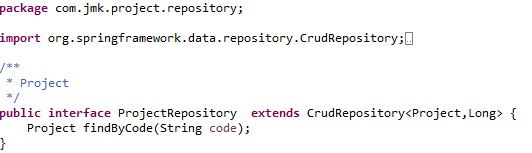 package com.jmk.project.repository;
import org.springframework.data.repository.CrudRepository;
/**
 * Project
 */
public interface ProjectRepository  extends CrudRepository<Project,Long> {
    Project findByCode(String code);
}